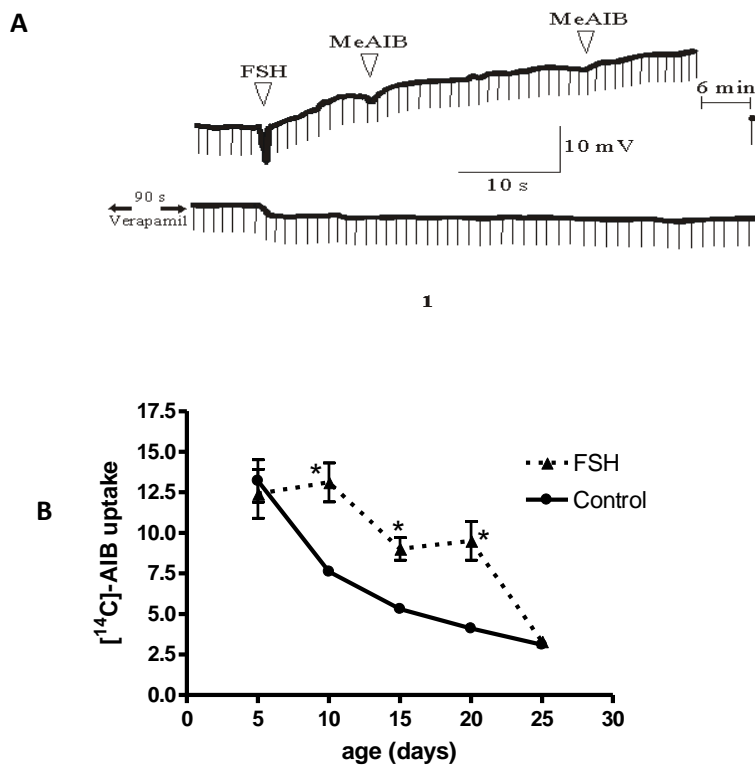 A
MeAIB
MeAIB
FSH
6 min
10 mV
10 s
90 s
Verapamil
1
B
[¹⁴C]-AIB uptake
17.5
15.0
12.5
10.0
7.5
5.0
2.5
0.0
*
*
*
FSH
Control
0 5 10 15 20 25 30
age (days)